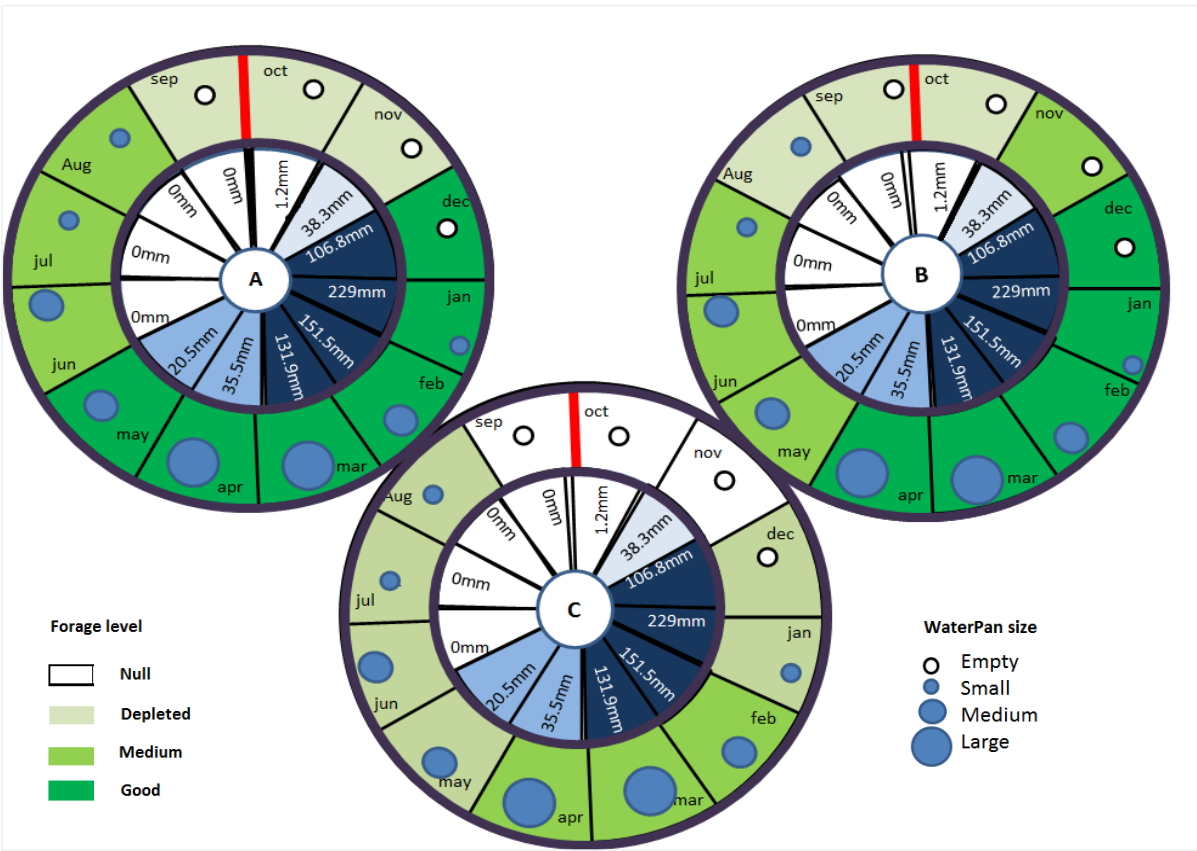 sep
oct
nov
dec
jan
feb
mar
apr
may
jun
jul
Aug
0mm
0mm
1.2mm
38.3mm
106.8mm
229mm
151.5mm
131.9mm
35.5mm
20.5mm
0mm
0mm
A
sep
oct
nov
dec
jan
feb
mar
apr
may
jun
jul
Aug
0mm
0mm
1.2mm
38.3mm
106.8mm
229mm
151.5mm
131.9mm
35.5mm
20.5mm
0mm
0mm
B
sep
oct
nov
dec
jan
feb
mar
apr
may
jun
jul
Aug
0mm
0mm
1.2mm
38.3mm
106.8mm
229mm
151.5mm
131.9mm
35.5mm
20.5mm
0mm
0mm
C
Forage level
Null
Depleted
Medium
Good
WaterPan size
Empty
Small
Medium
Large